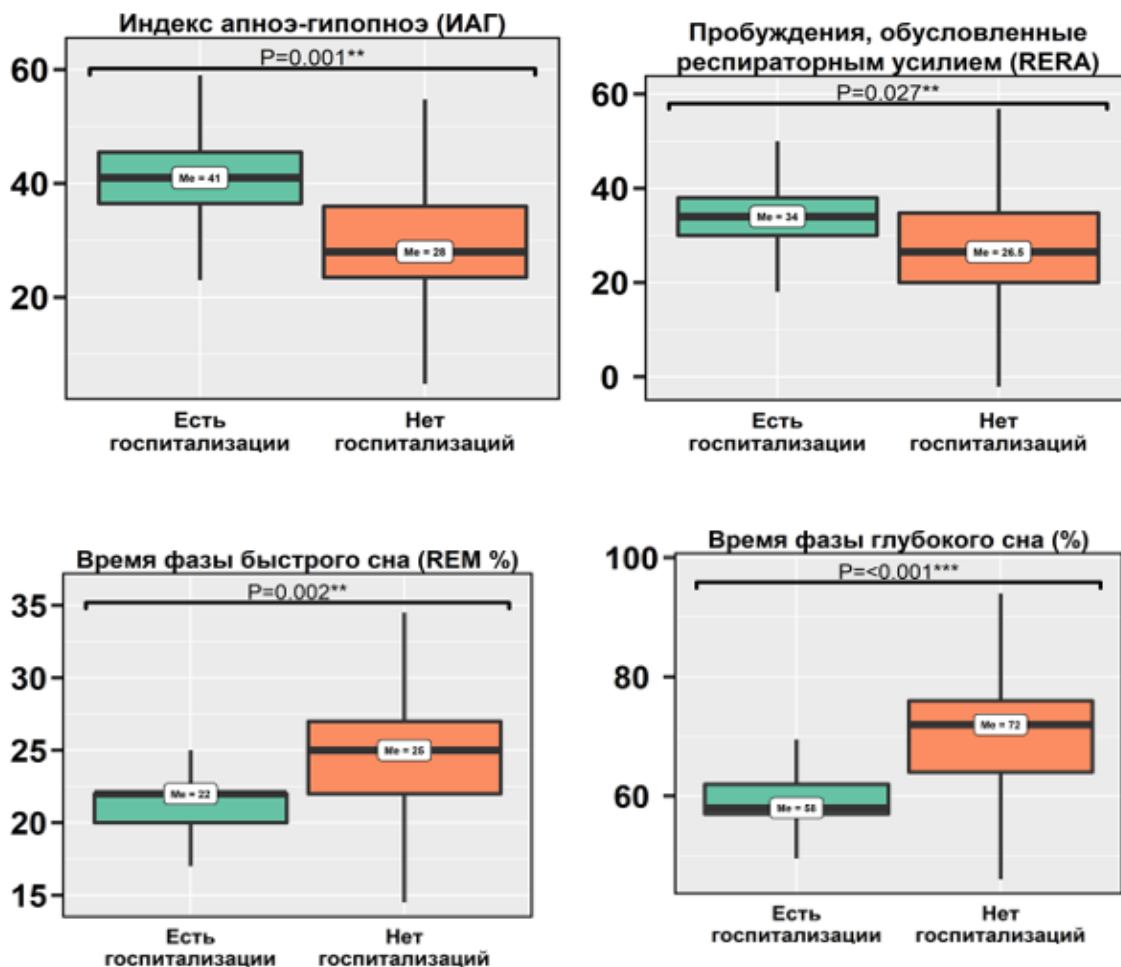 Индекс апноэ-гипопноэ (ИАГ)
P=0.001**
60
40
20
Me = 41
Me = 28
Есть
госпитализации
Нет
госпитализаций
Пробуждения, обусловленные
респираторным усилием (RERA)
P=0.027**
60
40
20
0
Me = 34
Me = 26.5
Есть
госпитализации
Нет
госпитализаций
Время фазы быстрого сна (REM %)
P=0.002**
35
30
25
20
15
Me = 22
Me = 25
Есть
госпитализации
Нет
госпитализаций
Время фазы глубокого сна (%)
P=<0.001***
100
80
60
Me = 58
Me = 72
Есть
госпитализации
Нет
госпитализаций